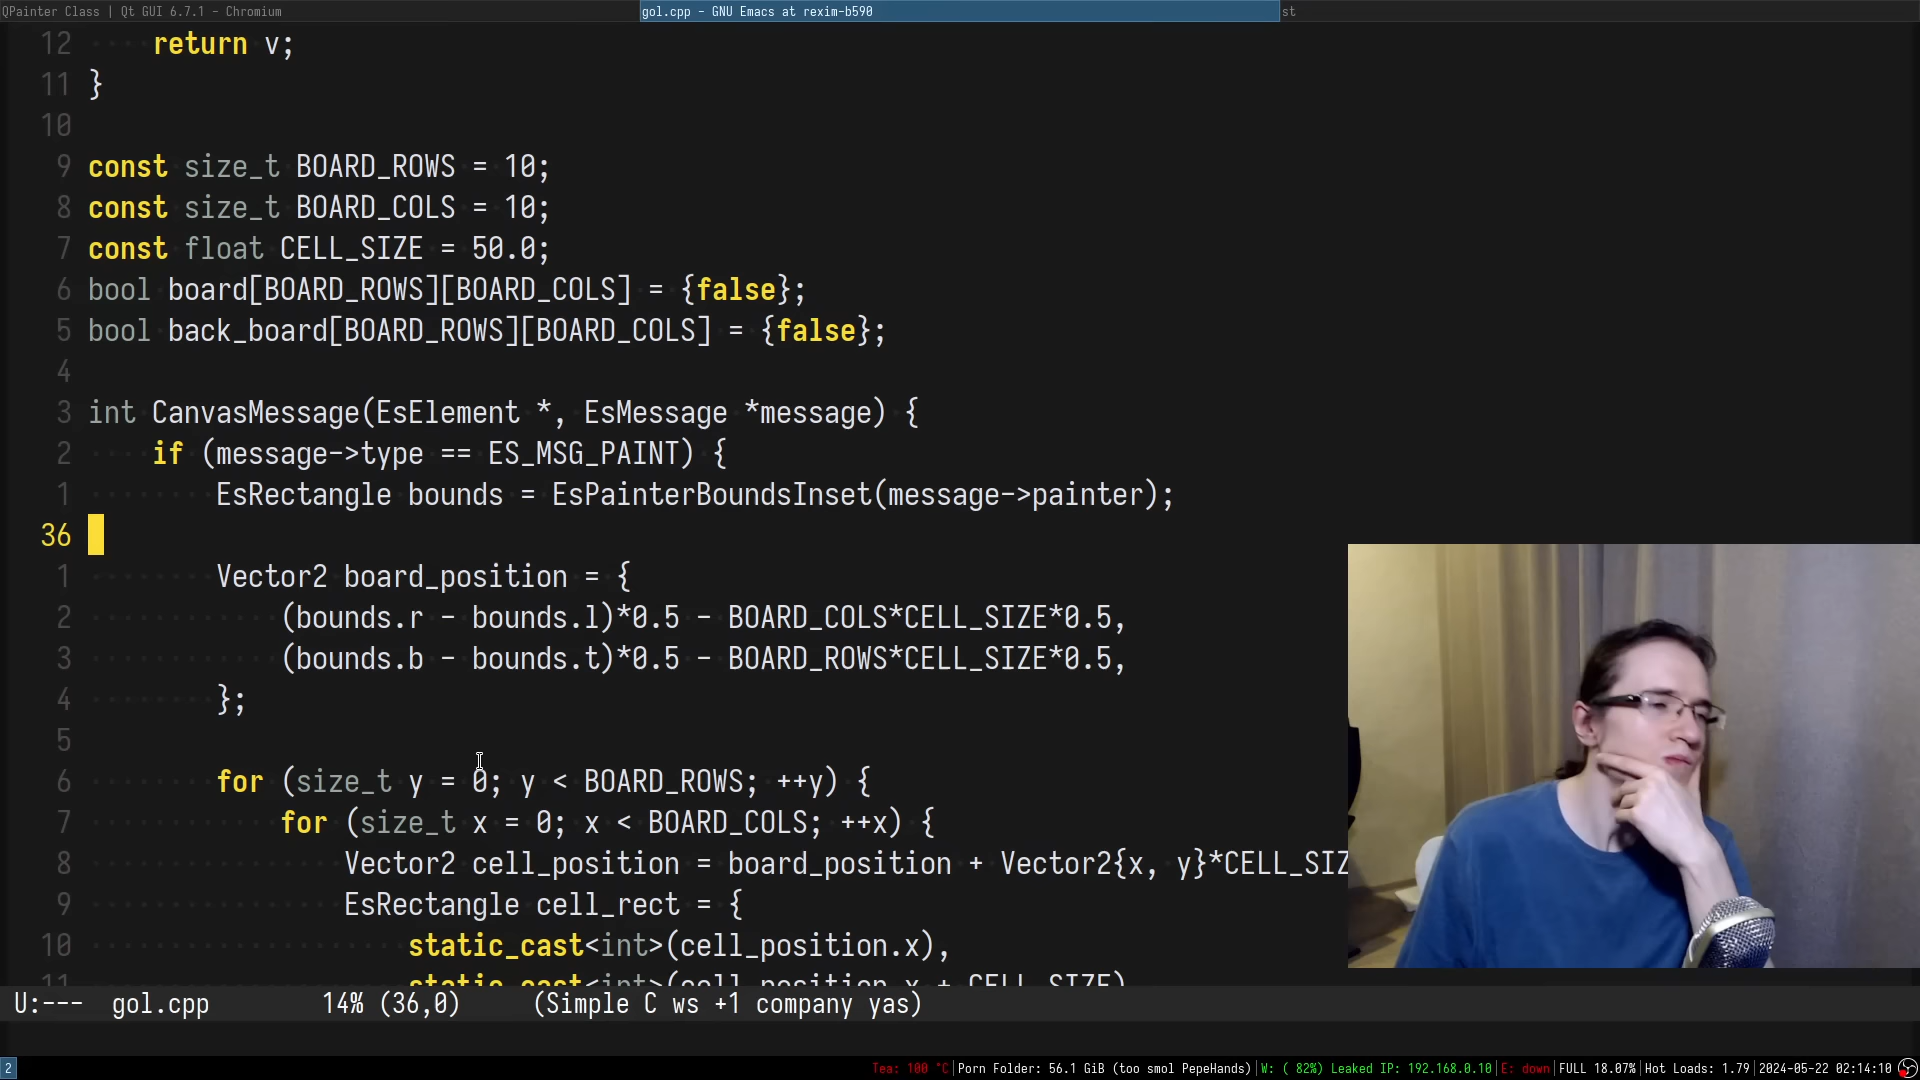 QPainter Class | Qt GUI 6.7.1 - Chromium
gol.cpp - GNU Emacs at rexim-b590
st
12 return v;
11 }
10
9 const size_t BOARD_ROWS = 10;
8 const size_t BOARD_COLS = 10;
7 const float CELL_SIZE = 50.0;
6 bool board[BOARD_ROWS][BOARD_COLS] = {false};
5 bool back_board[BOARD_ROWS][BOARD_COLS] = {false};
4
3 int CanvasMessage(EsElement *, EsMessage *message) {
2 if (message->type == ES_MSG_PAINT) {
1 EsRectangle bounds = EsPainterBoundsInset(message->painter);
36
1 Vector2 board_position = {
2 (bounds.r - bounds.l)*0.5 - BOARD_COLS*CELL_SIZE*0.5,
3 (bounds.b - bounds.t)*0.5 - BOARD_ROWS*CELL_SIZE*0.5,
4 };
5
6 for (size_t y = 0; y < BOARD_ROWS; ++y) {
7 for (size_t x = 0; x < BOARD_COLS; ++x) {
8 Vector2 cell_position = board_position + Vector2{x, y}*CELL_SIZ
9 EsRectangle cell_rect = {
10 static_cast<int>(cell_position.x),
11 static_cast<int>(cell_position.x + CELL_SIZE)
U:--- gol.cpp 14% (36,0) (Simple C ws +1 company yas)
2 Tea: 100 °C|Porn Folder: 56.1 GiB (too smol PepeHands)|W: ( 82%) Leaked IP: 192.168.0.10|E: down|FULL 18.07%|Hot Loads: 1.79|2024-05-22 02:14:10